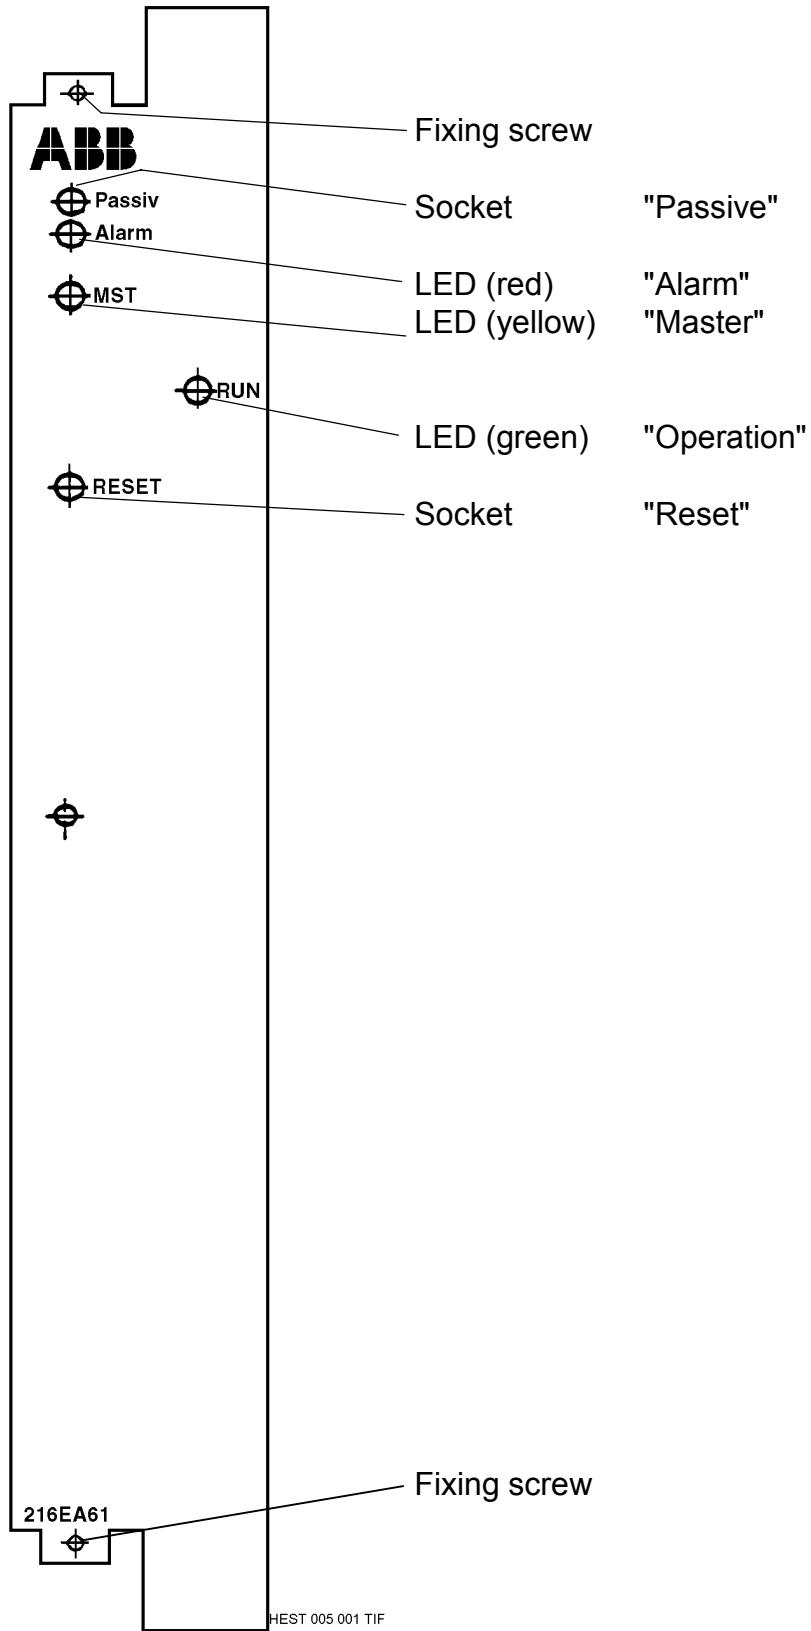 Fixing screw
ABB
Passiv Socket "Passive"
Alarm
LED (red) "Alarm"
MST
LED (yellow) "Master"
RUN
LED (green) "Operation"
RESET
Socket "Reset"
Fixing screw
216EA61
HEST 005 001 TIF